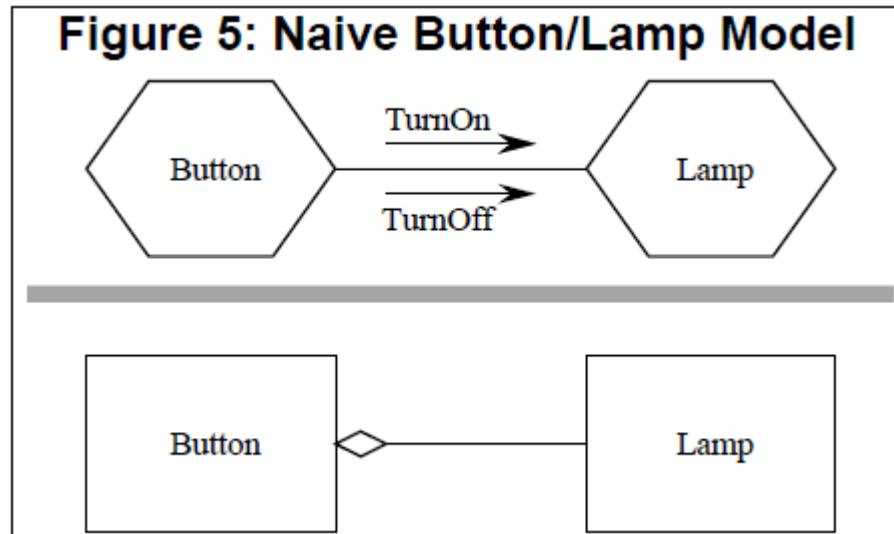 Figure 5: Naive Button/Lamp Model
TurnOn
Button
Lamp
TurnOff
Button
Lamp